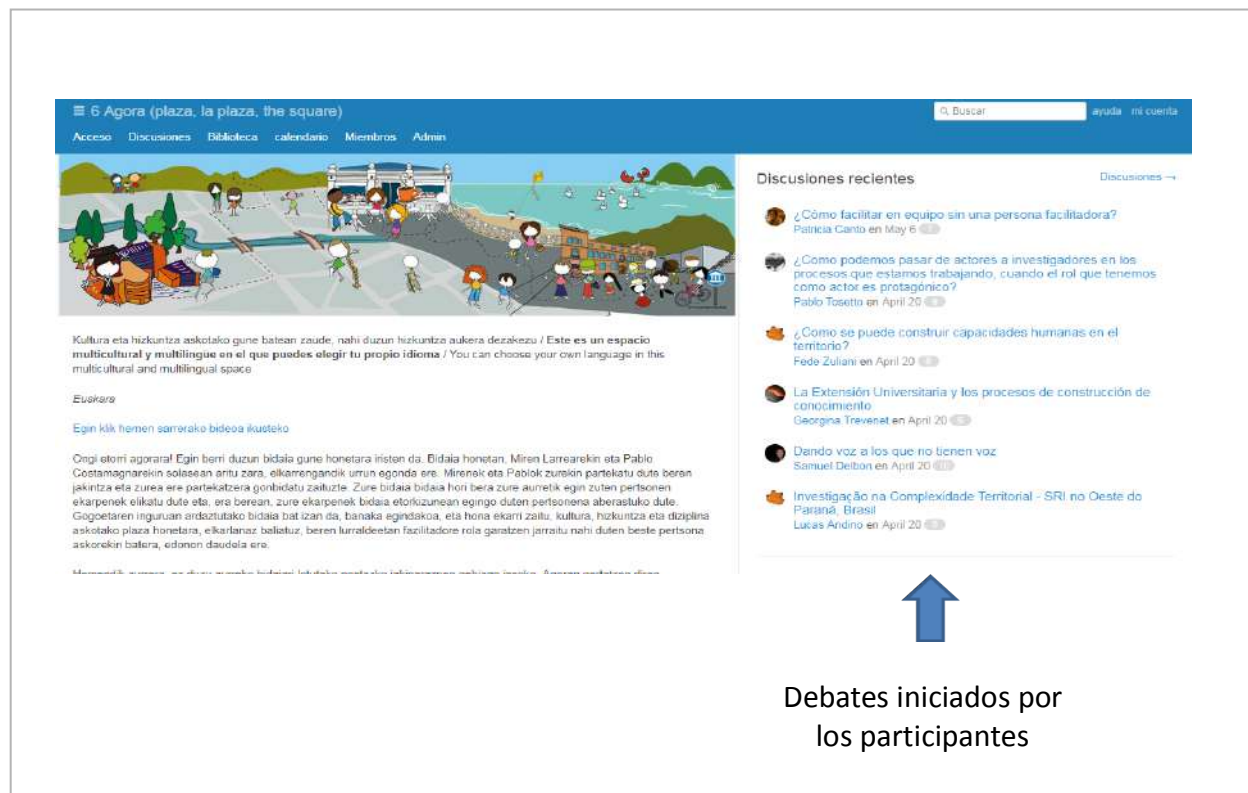 ≡ 6 Agora (plaza, la plaza, the square)
Buscar
ayuda mi cuenta
Acceso Discusiones Biblioteca calendario Miembros Admin
Kultura eta hizkuntza askotako gune batean zaude, nahi duzun hizkuntza aukera dezakezu / Este es un espacio
multicultural y multilingüe en el que puedes elegir tu propio idioma / You can choose your own language in this
multicultural and multilingual space
Euskara
Egin klik hemen sarrerako bideoa ikusteko
Ongi etorri agorara! Egin berri duzun bidaia gune honetara iristen da. Bidaia honetan, Miren Larrearekin eta Pablo
Costamagnarekin solasean aritu zara, elkarrengandik urrun egonda ere. Mirenek eta Pablok zurekin partekatu dute beren
jakintza eta zurea ere partekatzera gonbidatu zaituzte. Zure bidaia bidaia hori bera zure aurretik egin zuten pertsonen
ekarpenek elikatu dute eta, era berean, zure ekarpenek bidaia etorkizunean egingo duten pertsonena aberastuko dute.
Gogoetaren inguruan ardaztutako bidaia bat izan da, banaka egindakoa, eta hona ekarri zaitu, kultura, hizkuntza eta diziplina
askotako plaza honetara, elkarlanaz baliatuz, beren lurraldeetan fazilitadore rola garatzen jarraitu nahi duten beste pertsona
askorekin batera, edonon daudela ere.
Discusiones recientes
Discusiones →
¿Cómo facilitar en equipo sin una persona facilitadora?
Patricia Canto en May 6
¿Como podemos pasar de actores a investigadores en los
procesos que estamos trabajando, cuando el rol que tenemos
como actor es protagónico?
Pablo Tosetto en April 20
¿Como se puede construir capacidades humanas en el
territorio?
Fede Zuliani en April 20
La Extensión Universitaria y los procesos de construcción de
conocimiento
Georgina Trevenet en April 20
Dando voz a los que no tienen voz
Samuel Delbon en April 20
Investigação na Complexidade Territorial - SRI no Oeste do
Paraná, Brasil
Lucas Andino en April 20
Debates iniciados por
los participantes